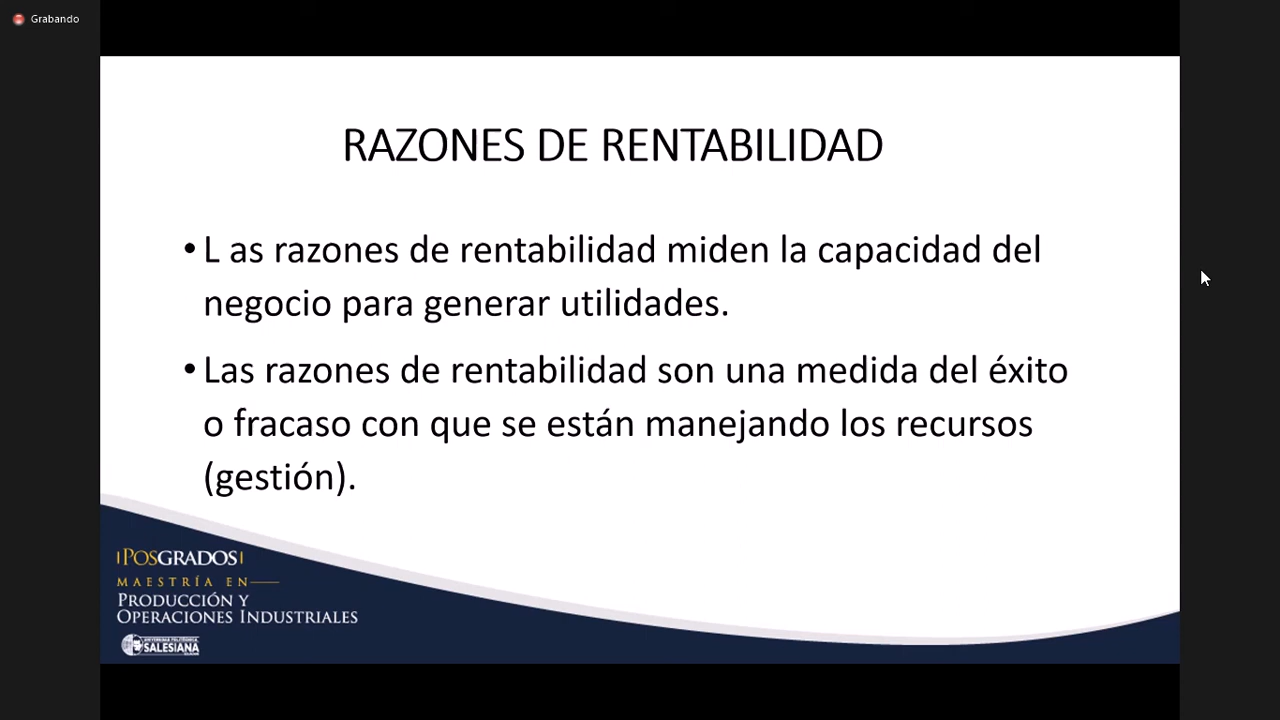 Grabando
RAZONES DE RENTABILIDAD
• L as razones de rentabilidad miden la capacidad del
negocio para generar utilidades.
• Las razones de rentabilidad son una medida del éxito
o fracaso con que se están manejando los recursos
(gestión).
POSGRADOS
MAESTRÍA EN
PRODUCCIÓN Y
OPERACIONES INDUSTRIALES
UNIVERSIDAD POLITÉCNICA
SALESIANA